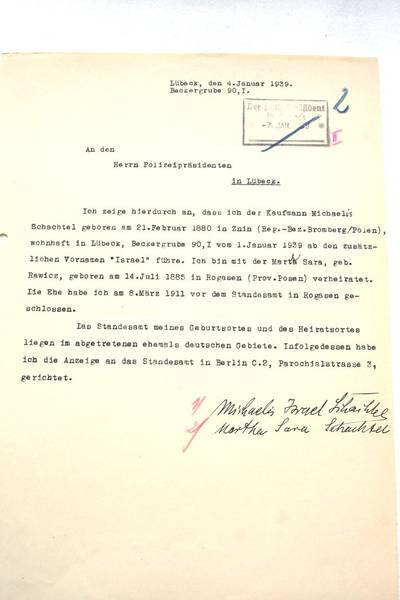 Lübeck, den 4.Januar 1939.
Beckergrube 90,I.
-7. JAN.
2
II
An den
Herrn Polizeipräsidenten
in Lübeck.
Ich zeige hierdurch an, dass ich der Kaufmann Michaelis
Schachtel geboren am 21.Februar 1880 in Znin (Reg.-Bez.Bromberg/Polen),
wohnhaft in Lübeck, Beckergrube 90,I vom 1.Januar 1939 ab den zusätz-
lichen Vornamen "Israel" führe. Ich bin mit der Martha Sara, geb.
Rawicz, geboren am 14.Juli 1885 in Rogasen (Prov.Posen) verheiratet.
Die Ehe habe ich am 8.März 1911 vor dem Standesamt in Rogasen ge-
schlossen.
Das Standesamt meines Geburtsortes und des Heiratsortes
liegen im abgetretenen ehemals deutschen Gebiete. Infolgedessen habe
ich die Anzeige an das Standesamt in Berlin C.2, Parochialstrasse 3,
gerichtet.
1/ Michaelis Israel Schachtel
2/ Martha Sara Schachtel